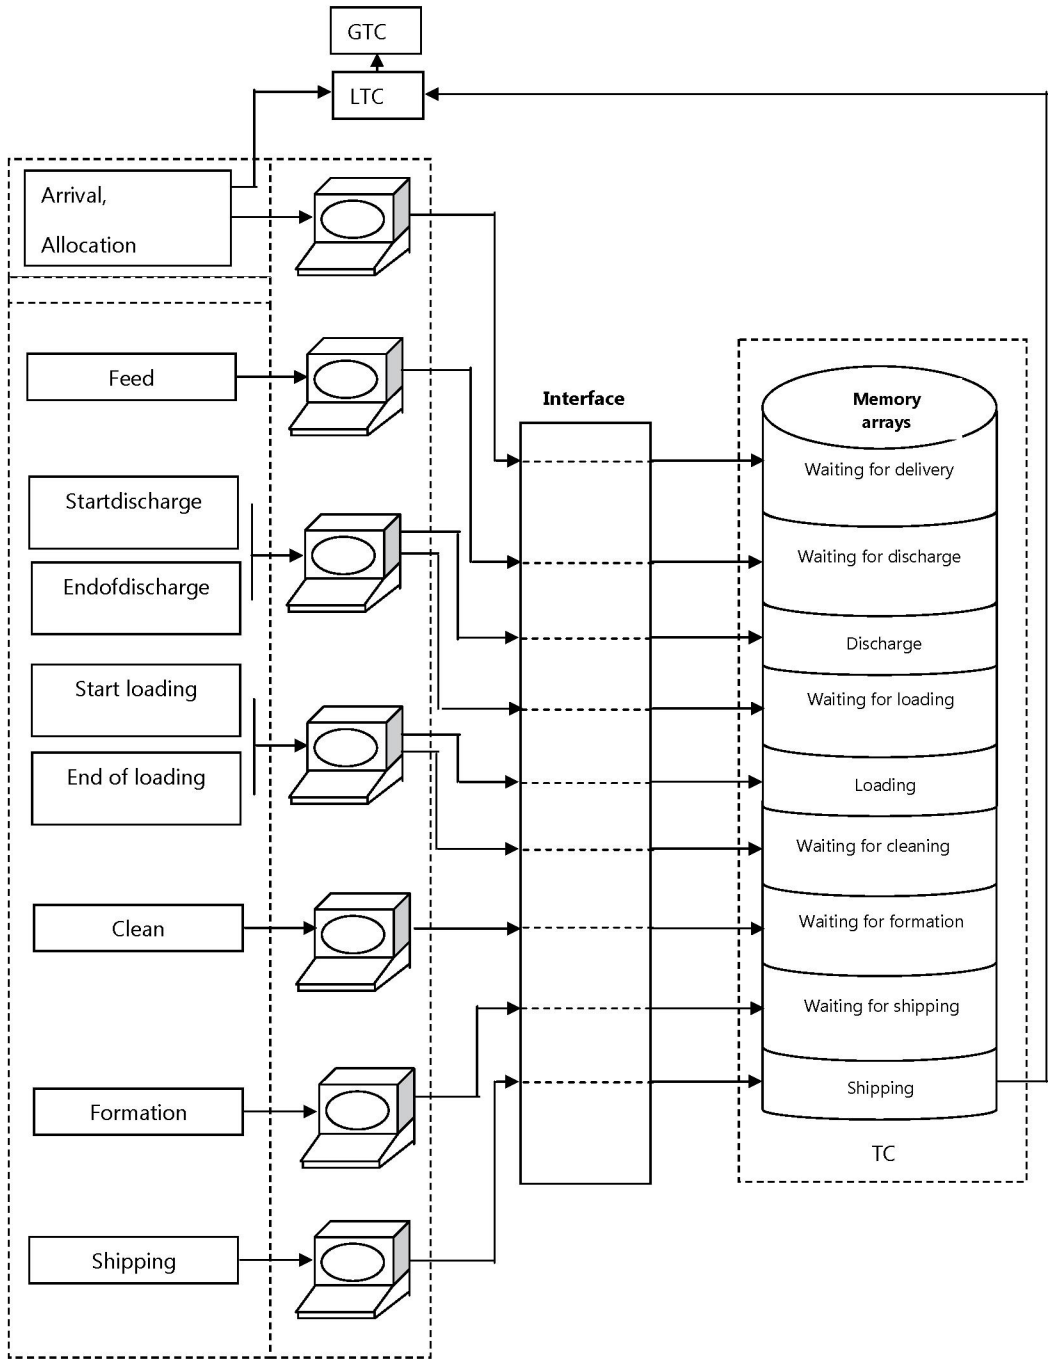 GTC
LTC
Arrival,
Allocation
Feed
Startdischarge
Endofdischarge
Start loading
End of loading
Clean
Formation
Shipping
Interface
Memory
arrays
Waiting for delivery
Waiting for discharge
Discharge
Waiting for loading
Loading
Waiting for cleaning
Waiting for formation
Waiting for shipping
Shipping
TC